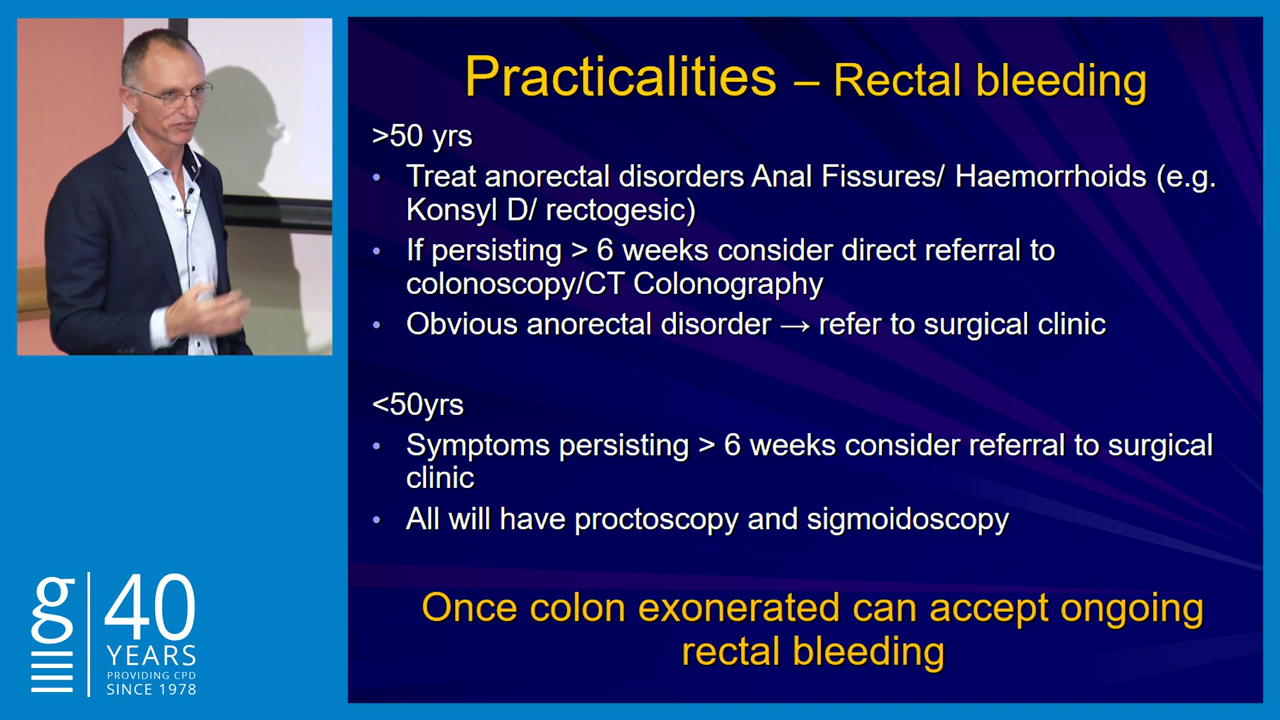 Practicalities – Rectal bleeding
>50 yrs
• Treat anorectal disorders Anal Fissures/ Haemorrhoids (e.g.
Konsyl D/ rectogesic)
• If persisting > 6 weeks consider direct referral to
colonoscopy/CT Colonography
• Obvious anorectal disorder → refer to surgical clinic
<50yrs
• Symptoms persisting > 6 weeks consider referral to surgical
clinic
• All will have proctoscopy and sigmoidoscopy
Once colon exonerated can accept ongoing
rectal bleeding
g
40
YEARS
PROVIDING CPD
SINCE 1978